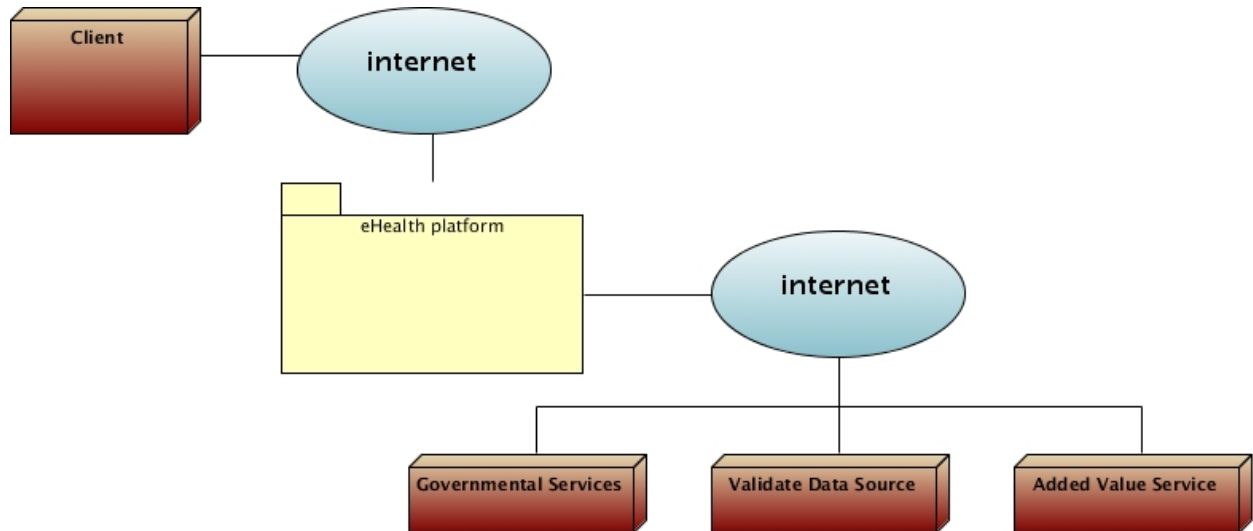 Client
internet
eHealth platform
internet
Governmental Services
Validate Data Source
Added Value Service